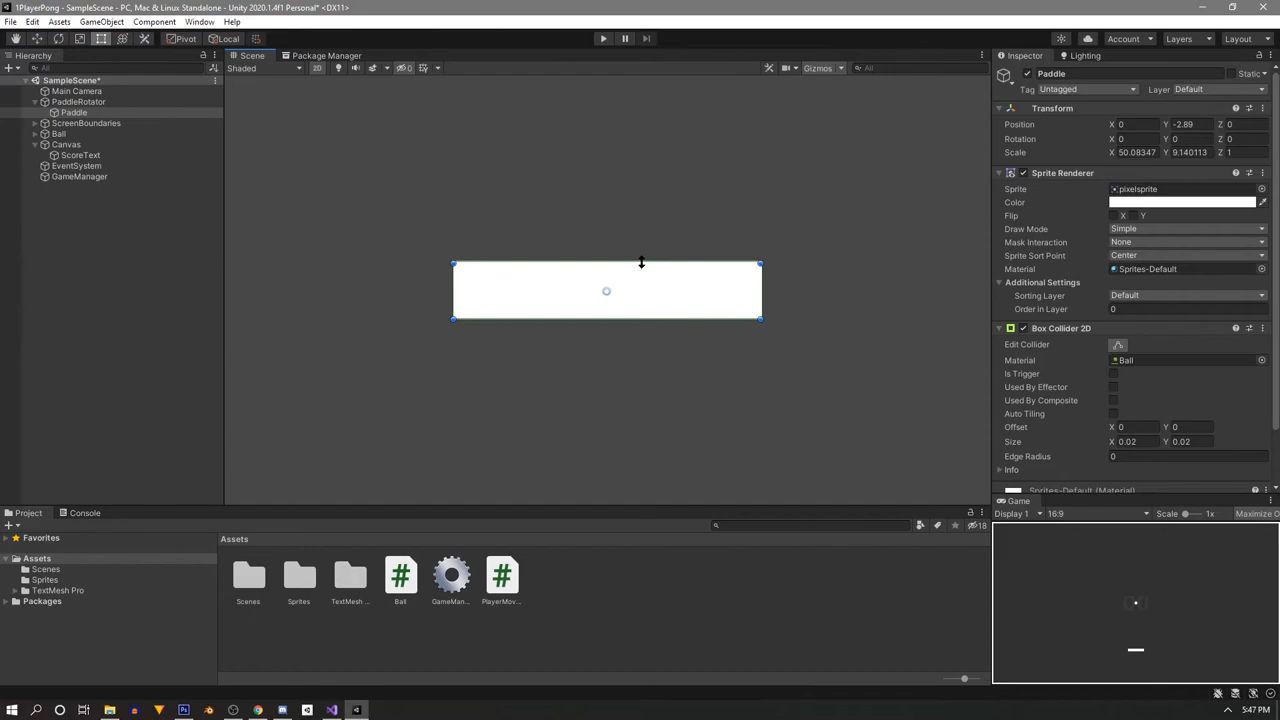 1PlayerPong - SampleScene - PC, Mac & Linux Standalone - Unity 2020.1.4f1 Personal* <DX11>
File Edit Assets GameObject Component Window Help
Pivot Local Account Layers Layout
Hierarchy
All
SampleScene*
Main Camera
PaddleRotator
Paddle
ScreenBoundaries
Ball
Canvas
ScoreText
EventSystem
GameManager
Scene Package Manager
Shaded 2D 0 Gizmos All
Inspector Lighting
Paddle Static
Tag Untagged Layer Default
Transform
Position X 0 Y -2.89 Z 0
Rotation X 0 Y 0 Z 0
Scale X 50.08347 Y 9.140113 Z 1
Sprite Renderer
Sprite pixelsprite
Color
Flip X Y
Draw Mode Simple
Mask Interaction None
Sprite Sort Point Center
Material Sprites-Default
Additional Settings
Sorting Layer Default
Order in Layer 0
Box Collider 2D
Edit Collider
Material Ball
Is Trigger
Used By Effector
Used By Composite
Auto Tiling
Offset X 0 Y 0
Size X 0.02 Y 0.02
Edge Radius 0
Info
Sprites-Default (Material)
Game
Display 1 16:9 Scale 1x Maximize O
Project Console
18
Favorites
Assets
Scenes
Sprites
TextMesh Pro
Packages
Assets
Scenes Sprites TextMesh ... Ball GameMan... PlayerMov...
5:47 PM